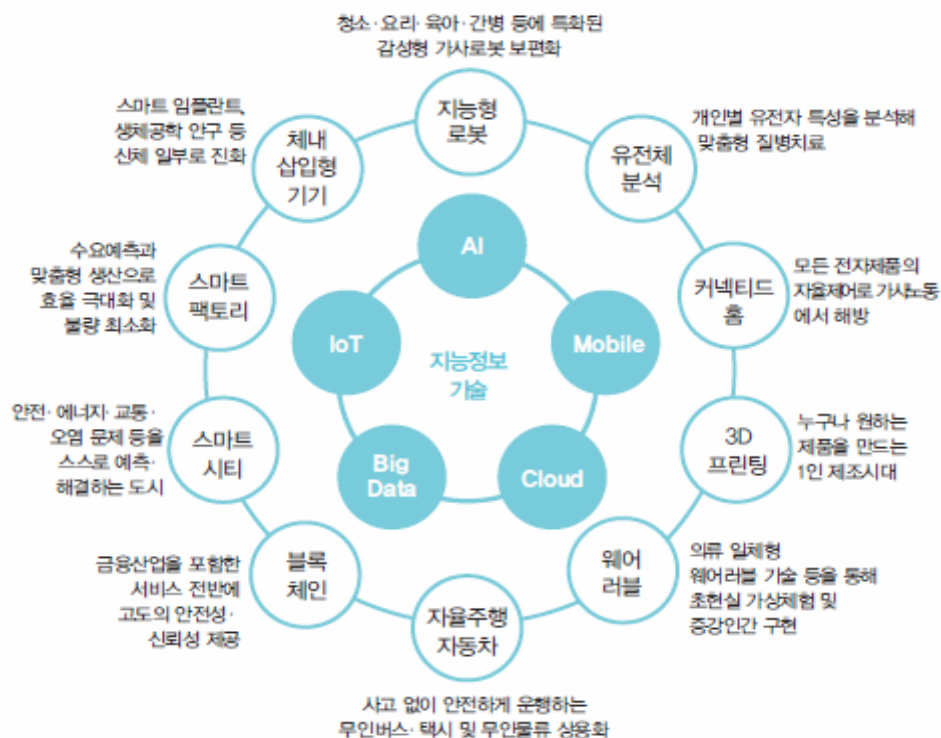 청소·요리·육아·간병 등에 특화된
감성형 가사로봇 보편화
지능형
로봇
개인별 유전자 특성을 분석해
맞춤형 질병치료
유전체
분석
모든 전자제품의
자율제어로 가사노동
에서 해방
커넥티드
홈
누구나 원하는
제품을 만드는
1인 제조시대
3D
프린팅
의류 일체형
웨어러블 기술 등을 통해
초현실 가상체험 및
증강인간 구현
웨어
러블
자율주행
자동차
사고 없이 안전하게 운행하는
무인버스·택시 및 무인물류 상용화
블록
체인
금융산업을 포함한
서비스 전반에
고도의 안전성·
신뢰성 제공
스마트
시티
안전·에너지·교통·
오염 문제 등을
스스로 예측·
해결하는 도시
스마트
팩토리
수요예측과
맞춤형 생산으로
효율 극대화 및
불량 최소화
체내
삽입형
기기
스마트 임플란트,
생체공학 안구 등
신체 일부로 진화
AI
Mobile
Cloud
Big
Data
IoT
지능정보
기술